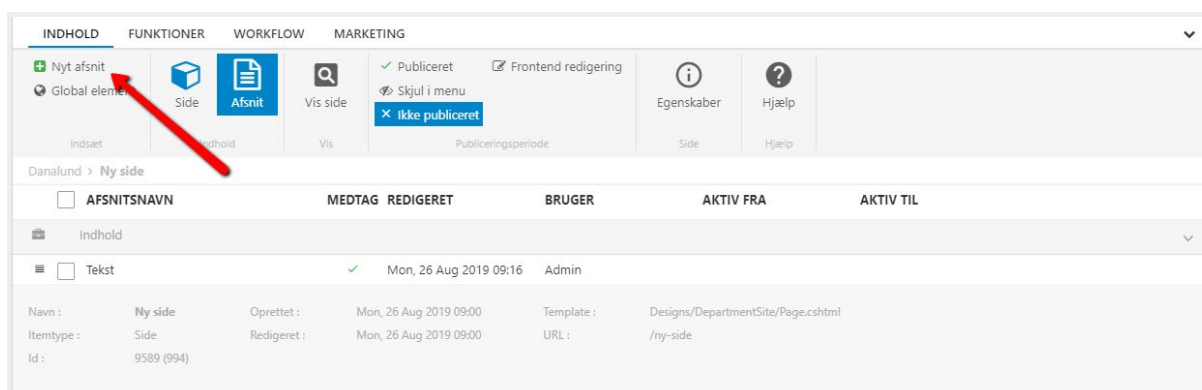 INDHOLD FUNKTIONER WORKFLOW MARKETING
Nyt afsnit
Global elem
Side
Afsnit
Vis side
Publiceret
Skjul i menu
Ikke publiceret
Frontend redigering
Egenskaber
Hjælp
Indsæt Vis Publiceringsperiode Side Hjælp
Danalund > Ny side
AFSNITSNAVN MEDTAG REDIGERET BRUGER AKTIV FRA AKTIV TIL
Indhold
Tekst Mon, 26 Aug 2019 09:16 Admin
Navn : Ny side Oprettet : Mon, 26 Aug 2019 09:00 Template : Designs/DepartmentSite/Page.cshtml
Itemtype : Side Redigeret : Mon, 26 Aug 2019 09:00 URL : /ny-side
Id : 9589 (994)